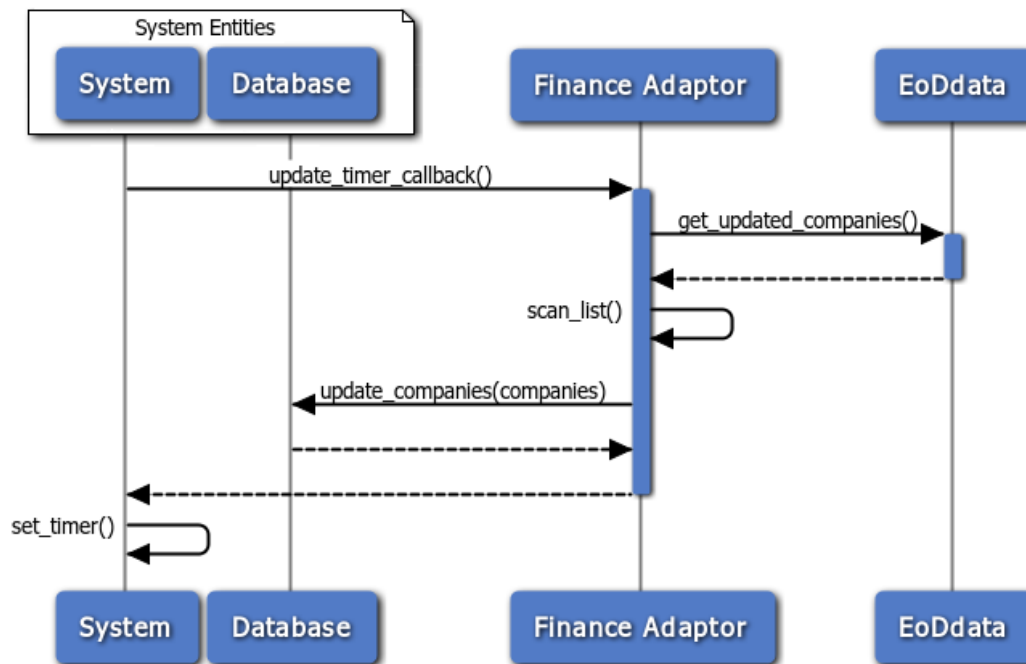 System Entities
System
Database
Finance Adaptor
EoDdata
update_timer_callback()
get_updated_companies()
scan_list()
update_companies(companies)
set_timer()
System
Database
Finance Adaptor
EoDdata